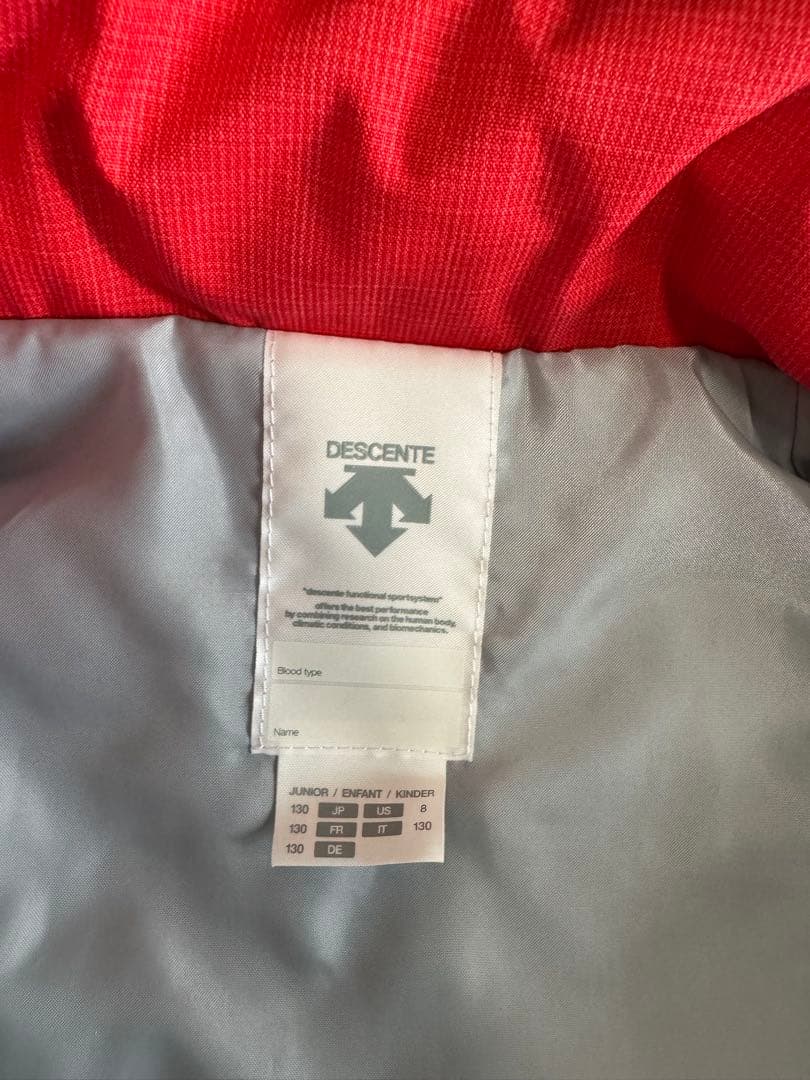 DESCENTE
"descente functional sportsystem"
offers the best performance
by combining research on the human body,
climatic conditions, and biomechanics.
Blood type
Name
JUNIOR / ENFANT / KINDER
130 JP US 8
130 FR IT 130
130 DE